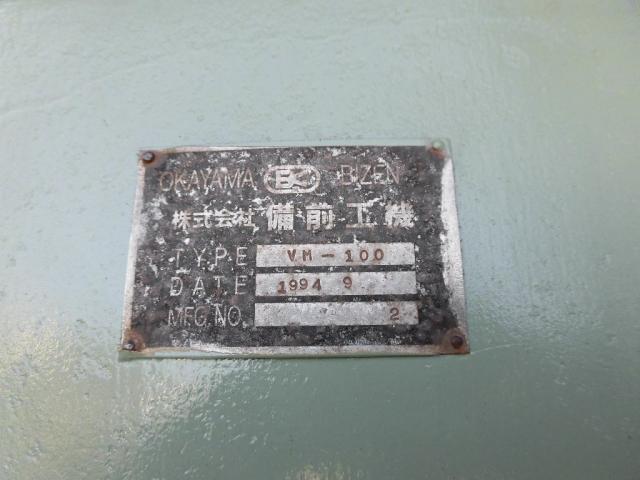 OKAYAMA BK BIZEN
株式会社 備前工機
TYPE VM-100
DATE 1994 9
MFG.NO. 2